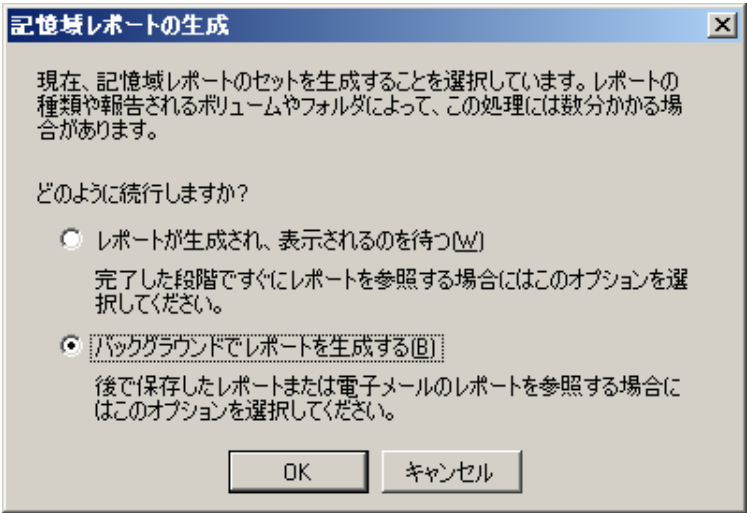 記憶域レポートの生成
現在、記憶域レポートのセットを生成することを選択しています。レポートの
種類や報告されるボリュームやフォルダによって、この処理には数分かかる場
合があります。
どのように続行しますか?
レポートが生成され、表示されるのを待つ(W)
完了した段階ですぐにレポートを参照する場合にはこのオプションを選
択してください。
バックグラウンドでレポートを生成する(B)
後で保存したレポートまたは電子メールのレポートを参照する場合に
はこのオプションを選択してください。
OK
キャンセル